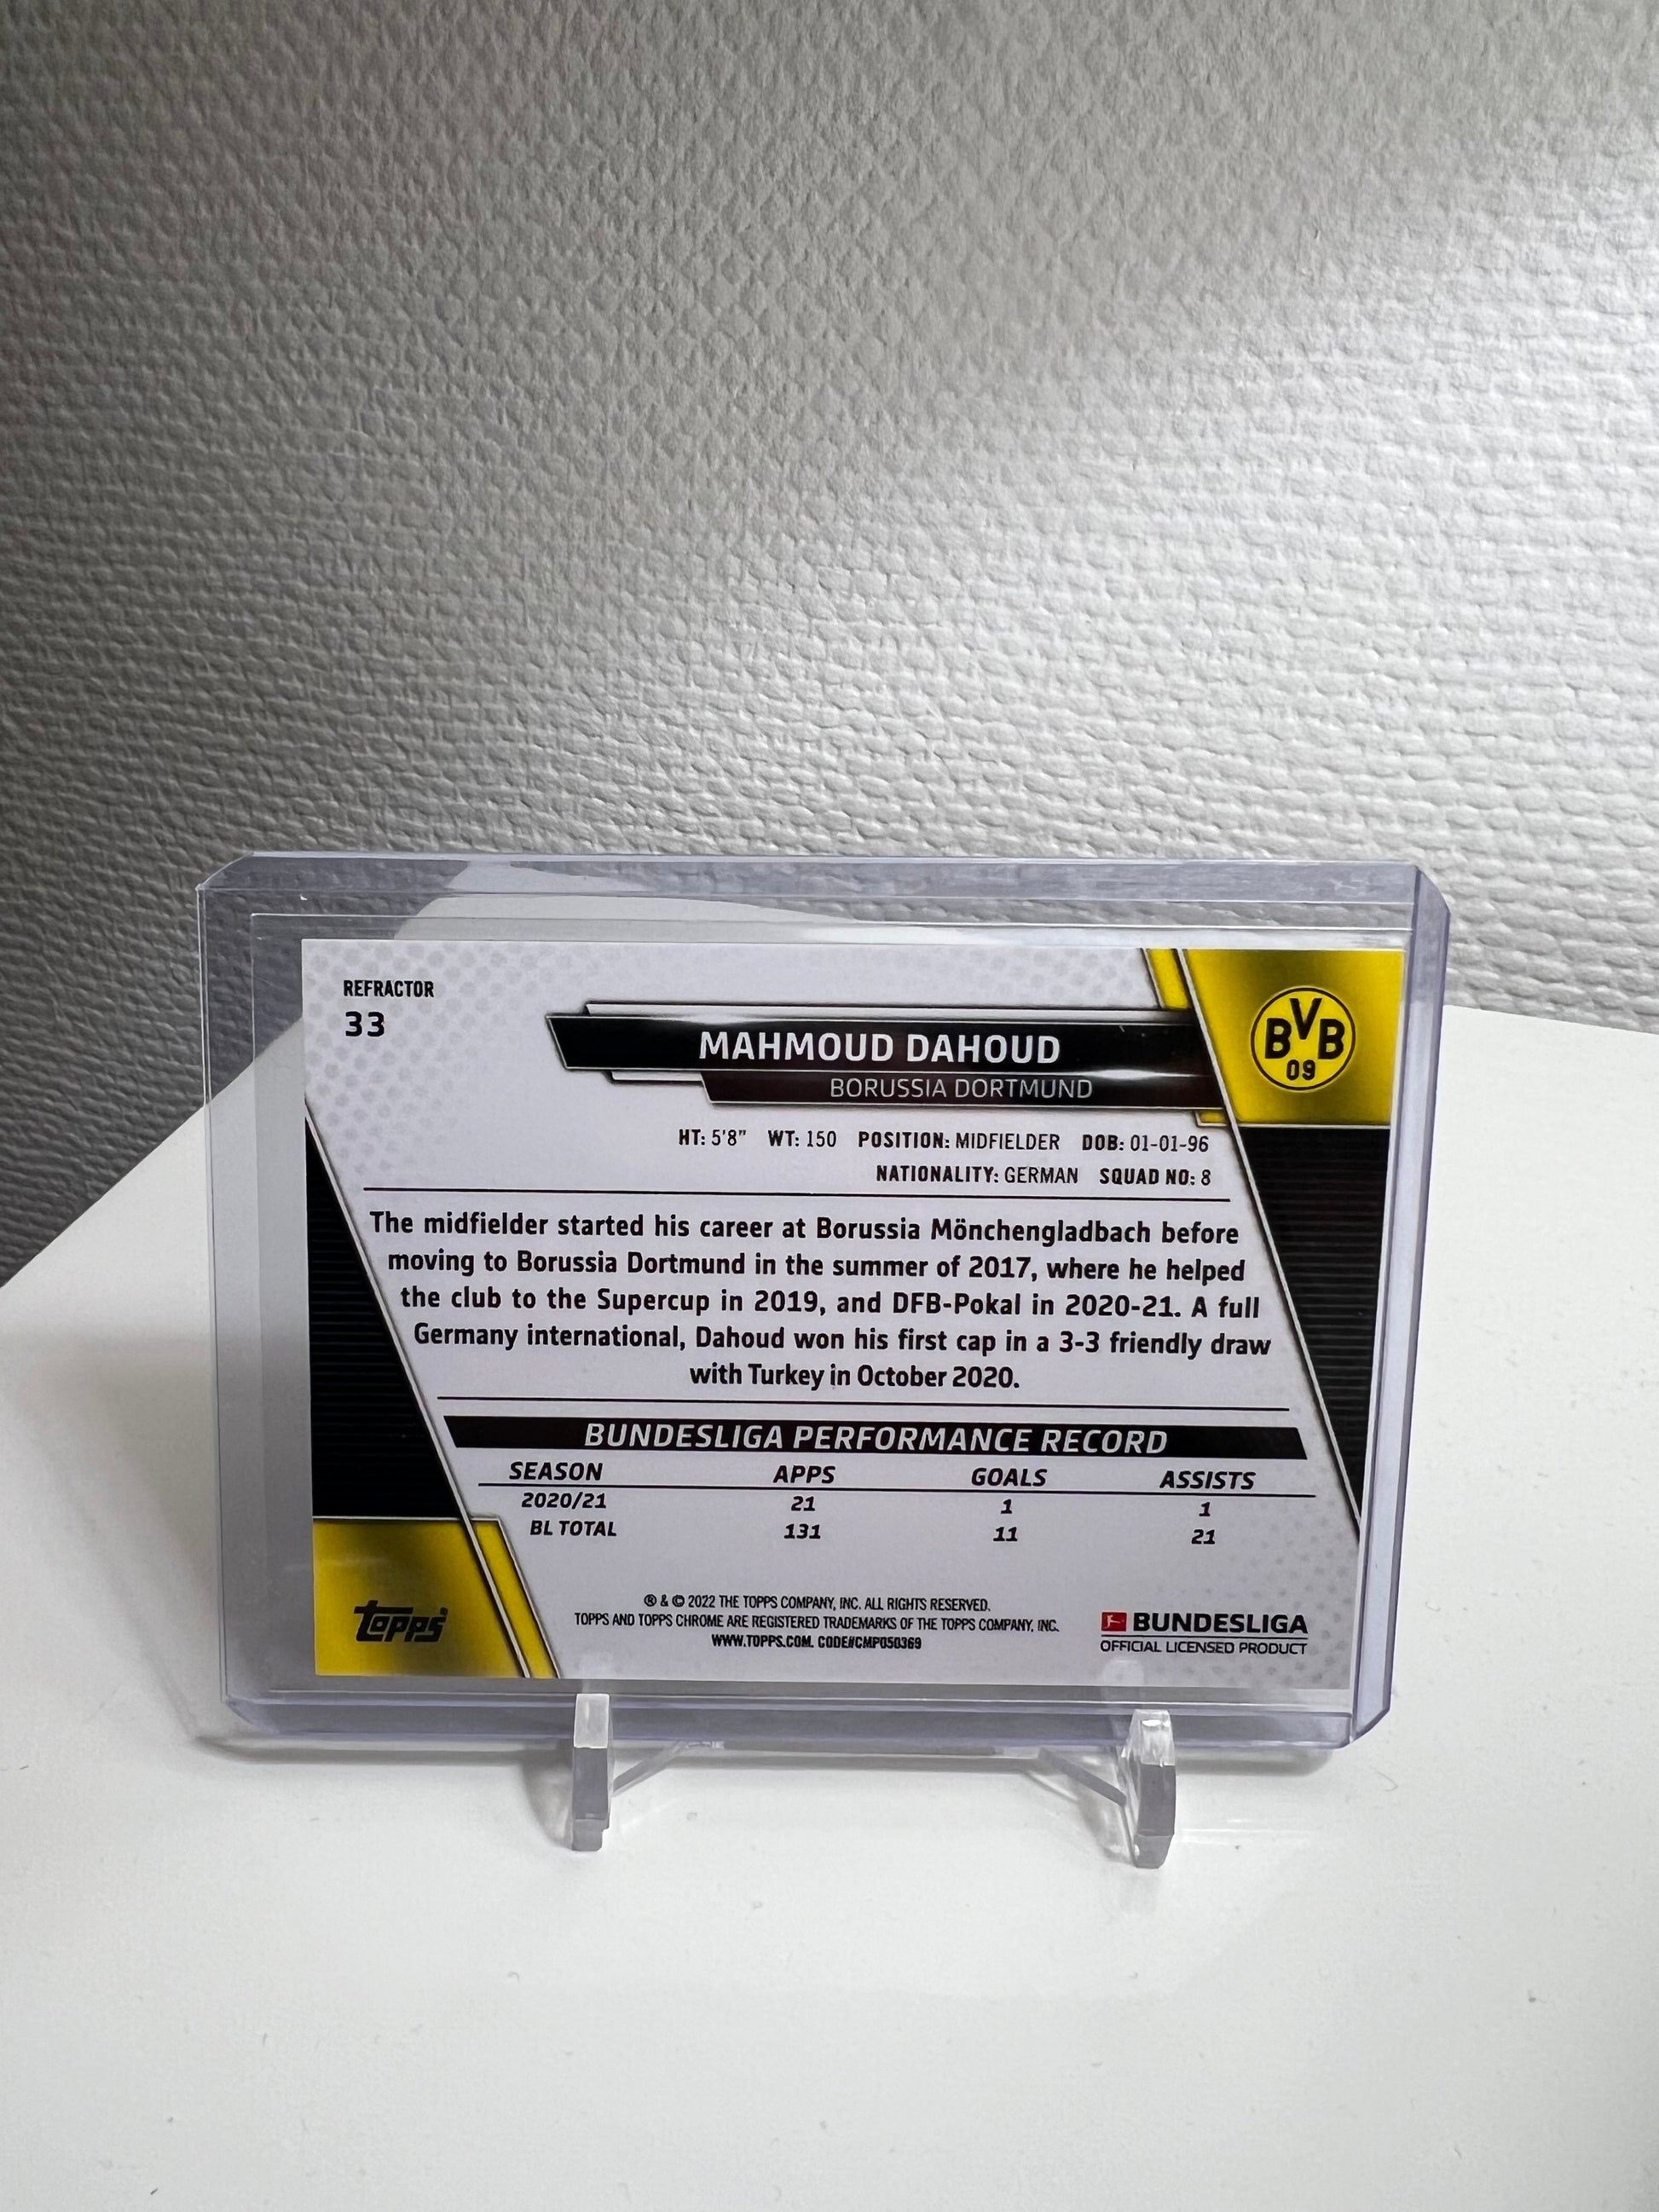 REFRACTOR
33
MAHMOUD DAHOUD
BORUSSIA DORTMUND
BVB
09
HT: 5'8" WT: 150 POSITION: MIDFIELDER DOB: 01-01-96
NATIONALITY: GERMAN SQUAD NO: 8
The midfielder started his career at Borussia Mönchengladbach before
moving to Borussia Dortmund in the summer of 2017, where he helped
the club to the Supercup in 2019, and DFB-Pokal in 2020-21. A full
Germany international, Dahoud won his first cap in a 3-3 friendly draw
with Turkey in October 2020.
BUNDESLIGA PERFORMANCE RECORD
SEASON APPS GOALS ASSISTS
2020/21 21 1 1
BL TOTAL 131 11 21
topps
® & © 2022 THE TOPPS COMPANY, INC. ALL RIGHTS RESERVED.
TOPPS AND TOPPS CHROME ARE REGISTERED TRADEMARKS OF THE TOPPS COMPANY, INC.
WWW.TOPPS.COM. CODE#CMP050369
BUNDESLIGA
OFFICIAL LICENSED PRODUCT